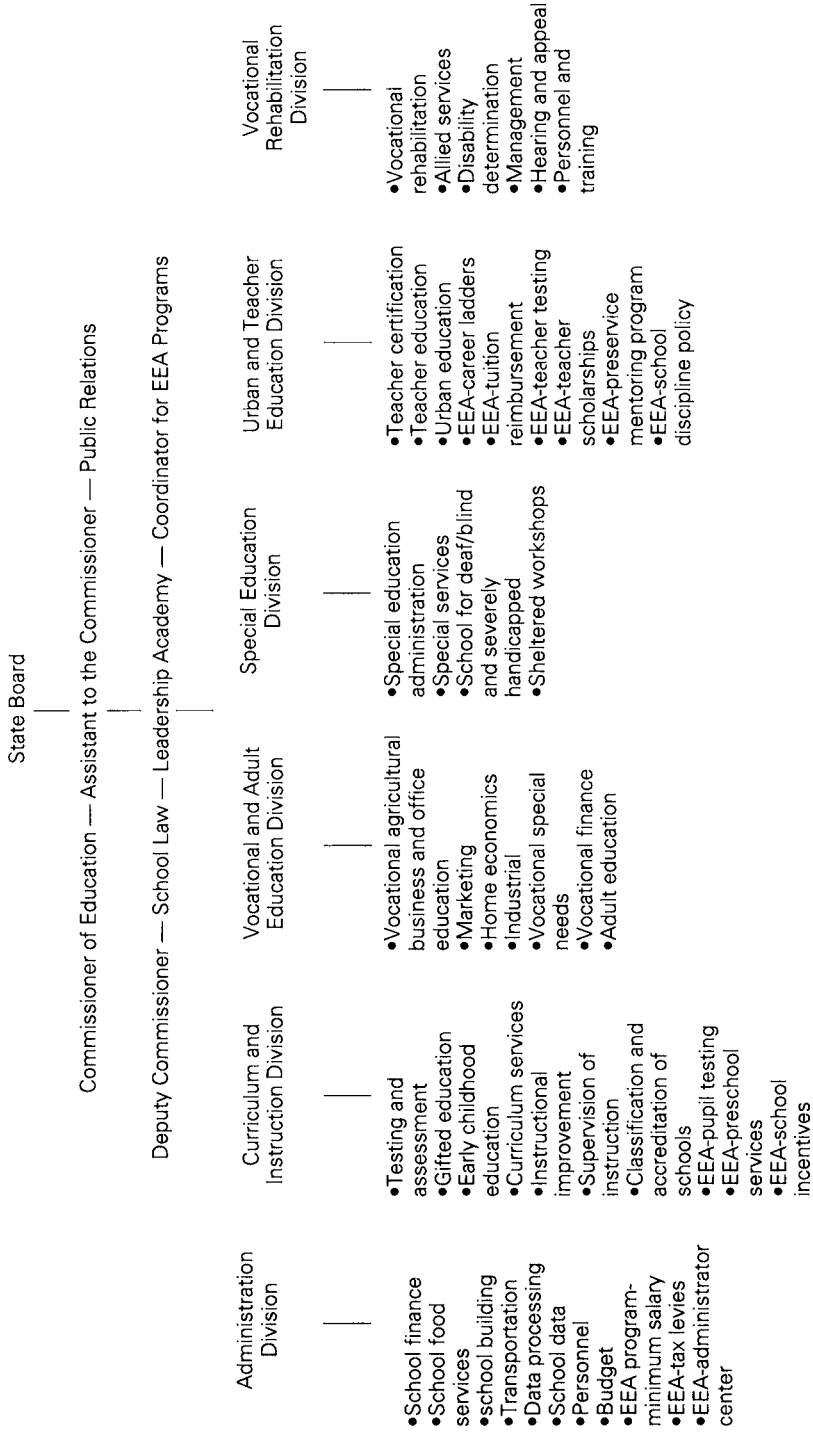 State Board
Commissioner of Education — Assistant to the Commissioner — Public Relations
Deputy Commissioner — School Law — Leadership Academy — Coordinator for EEA Programs
Administration
Division
•School finance
•School food
services
•school building
•Transportation
•Data processing
•School data
•Personnel
•Budget
•EEA program-
minimum salary
•EEA-tax levies
•EEA-administrator
center
Curriculum and
Instruction Division
•Testing and
assessment
•Gifted education
•Early childhood
education
•Curriculum services
•Instructional
improvement
•Supervision of
instruction
•Classification and
accreditation of
schools
•EEA-pupil testing
•EEA-preschool
services
•EEA-school
incentives
Vocational and Adult
Education Division
•Vocational agricultural
business and office
education
•Marketing
•Home economics
•Industrial
•Vocational special
needs
•Vocational finance
•Adult education
Special Education
Division
•Special education
administration
•Special services
•School for deaf/blind
and severely
handicapped
•Sheltered workshops
Urban and Teacher
Education Division
•Teacher certification
•Teacher education
•Urban education
•EEA-career ladders
•EEA-tuition
reimbursement
•EEA-teacher testing
•EEA-teacher
scholarships
•EEA-preservice
mentoring program
•EEA-school
discipline policy
Vocational
Rehabilitation
Division
•Vocational
rehabilitation
•Allied services
•Disability
determination
•Management
•Hearing and appeal
•Personnel and
training